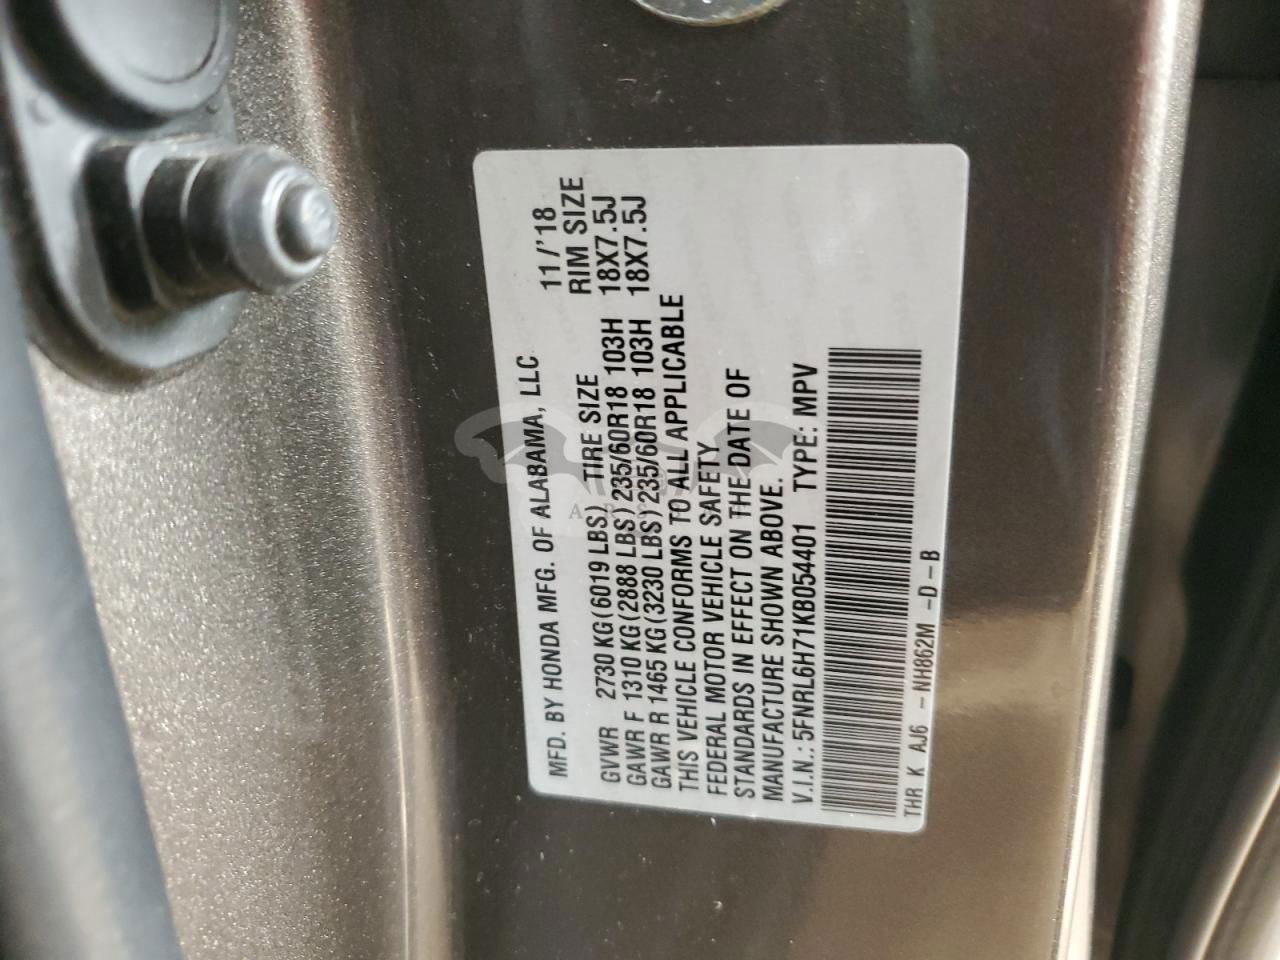 MFD. BY HONDA MFG. OF ALABAMA, LLC 11/'18
GVWR 2730 KG(6019 LBS) TIRE SIZE RIM SIZE
GAWR F 1310 KG(2888 LBS) 235/60R18 103H 18X7.5J
GAWR R 1465 KG(3230 LBS) 235/60R18 103H 18X7.5J
THIS VEHICLE CONFORMS TO ALL APPLICABLE
FEDERAL MOTOR VEHICLE SAFETY
STANDARDS IN EFFECT ON THE DATE OF
MANUFACTURE SHOWN ABOVE.
V.I.N.: 5FNRL6H71KB054401 TYPE: MPV
THR K AJ6 -NH862M -D-B